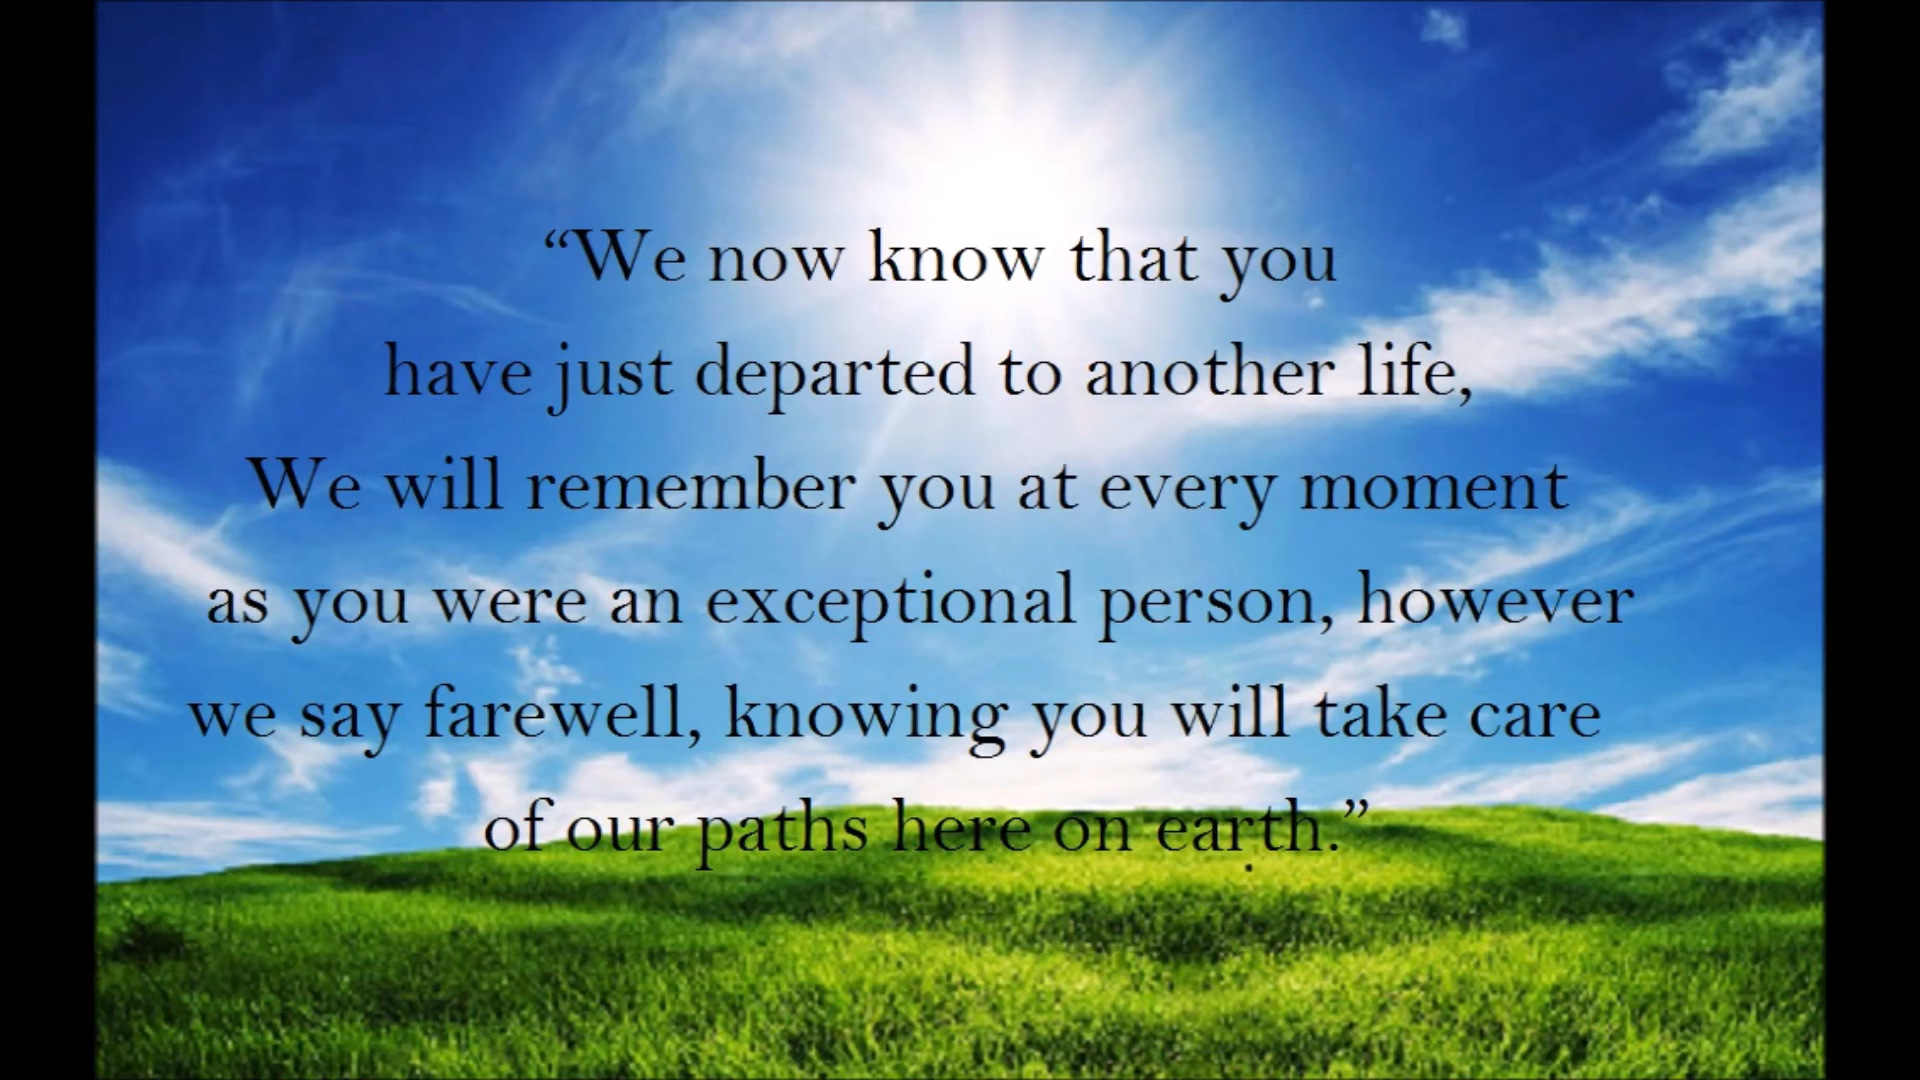 “We now know that you
have just departed to another life,
We will remember you at every moment
as you were an exceptional person, however
we say farewell, knowing you will take care
of our paths here on earth.”
.